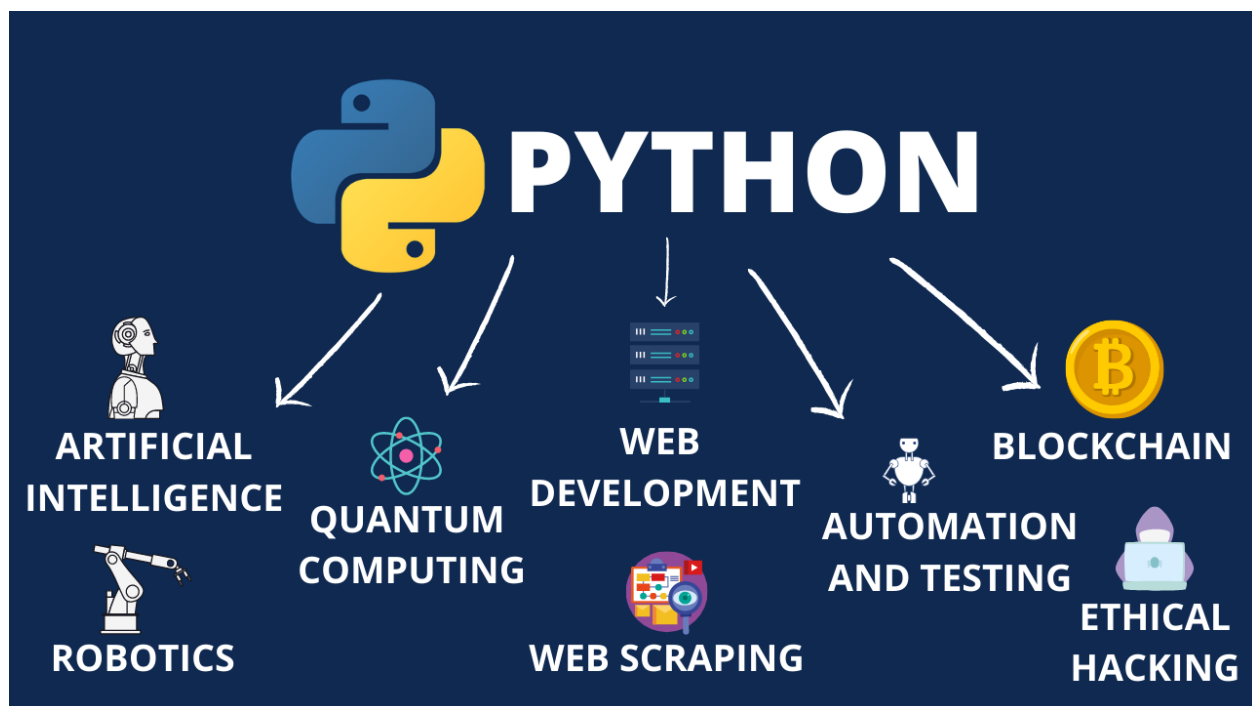 PYTHON
ARTIFICIAL
INTELLIGENCE
QUANTUM
COMPUTING
WEB
DEVELOPMENT
AUTOMATION
AND TESTING
BLOCKCHAIN
ROBOTICS
WEB SCRAPING
ETHICAL
HACKING